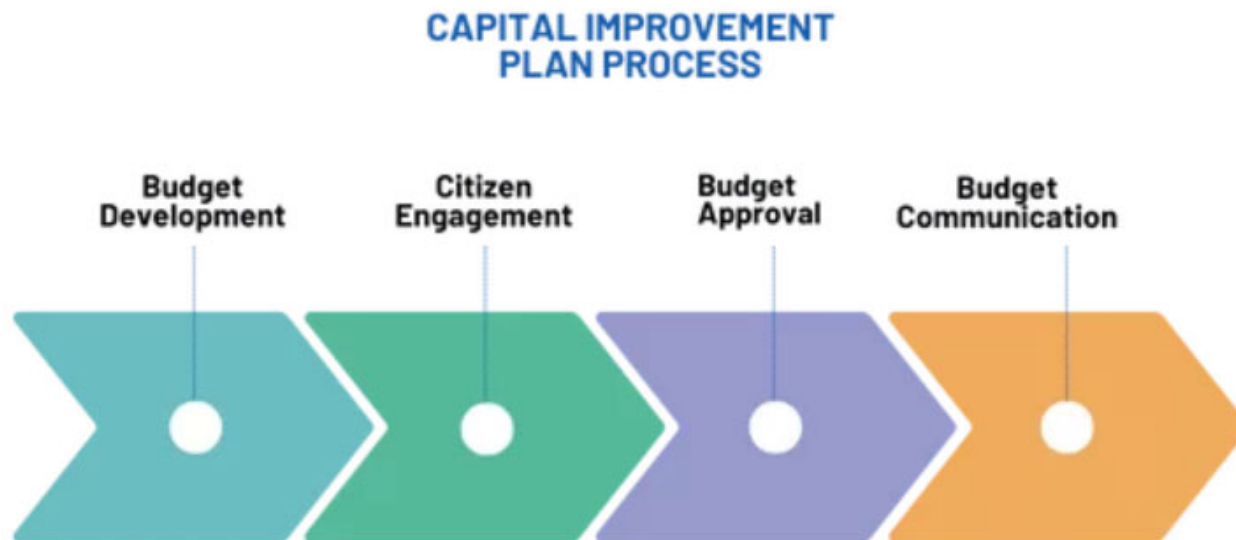 CAPITAL IMPROVEMENT
PLAN PROCESS
Budget
Development
Citizen
Engagement
Budget
Approval
Budget
Communication